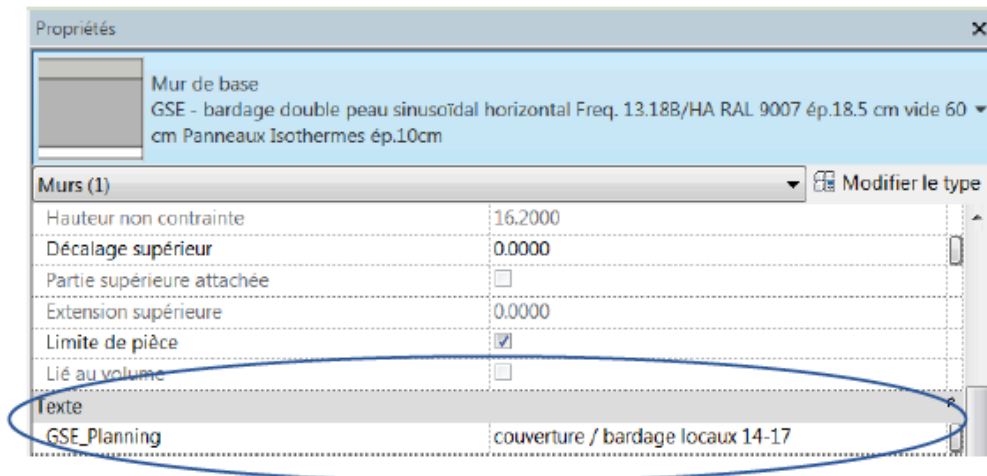 Propriétés
Mur de base
GSE - bardage double peau sinusoïdal horizontal Freq. 13.18B/HA RAL 9007 ép.18.5 cm vide 60
cm Panneaux Isothermes ép.10cm
Murs (1) Modifier le type
Hauteur non contrainte 16.2000
Décalage supérieur 0.0000
Partie supérieure attachée
Extension supérieure 0.0000
Limite de pièce
Lié au volume
Texte
GSE_Planning couverture / bardage locaux 14-17